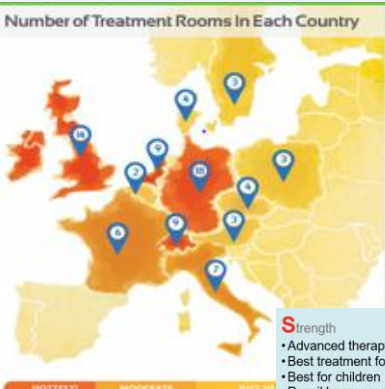 Number of Treatment Rooms In Each Country
3
4
14
9
2
18
3
4
9
3
6
7
Strength
•Advanced therap
•Best treatment fo
•Best for children
HOTTEST!
MODERATE